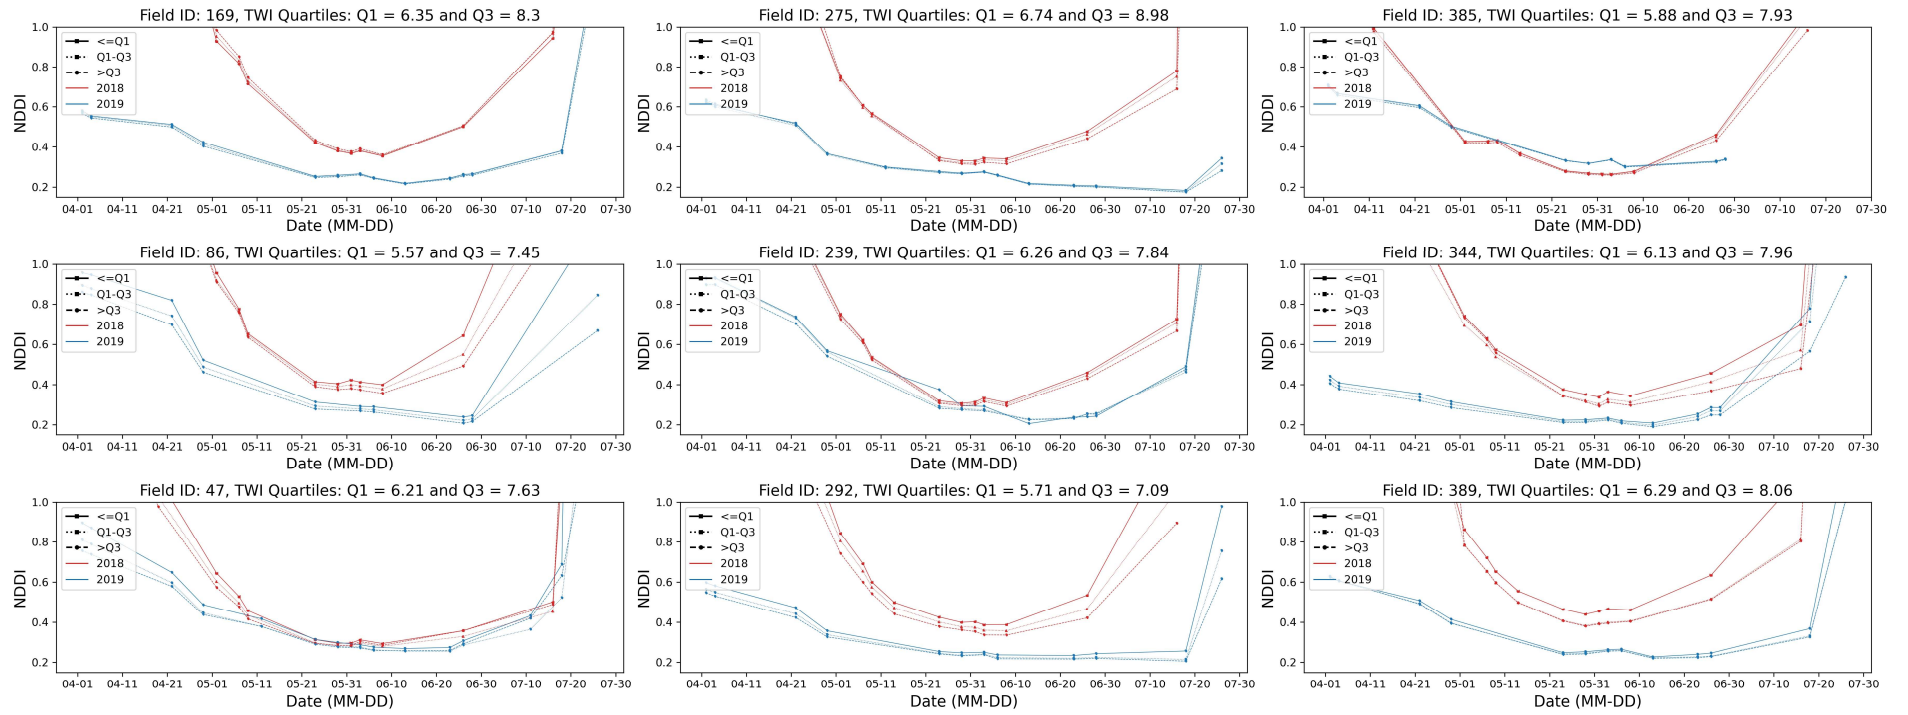 Field ID: 169, TWI Quartiles: Q1 = 6.35 and Q3 = 8.3
NDDI
1.0
0.8
0.6
0.4
0.2
<=Q1
Q1-Q3
>Q3
2018
2019
04-01 04-11 04-21 05-01 05-11 05-21 05-31 06-10 06-20 06-30 07-10 07-20 07-30
Date (MM-DD)
Field ID: 275, TWI Quartiles: Q1 = 6.74 and Q3 = 8.98
NDDI
1.0
0.8
0.6
0.4
0.2
<=Q1
Q1-Q3
>Q3
2018
2019
04-01 04-11 04-21 05-01 05-11 05-21 05-31 06-10 06-20 06-30 07-10 07-20 07-30
Date (MM-DD)
Field ID: 385, TWI Quartiles: Q1 = 5.88 and Q3 = 7.93
NDDI
1.0
0.8
0.6
0.4
0.2
<=Q1
Q1-Q3
>Q3
2018
2019
04-01 04-11 04-21 05-01 05-11 05-21 05-31 06-10 06-20 06-30 07-10 07-20 07-30
Date (MM-DD)
Field ID: 86, TWI Quartiles: Q1 = 5.57 and Q3 = 7.45
NDDI
1.0
0.8
0.6
0.4
0.2
<=Q1
Q1-Q3
>Q3
2018
2019
04-01 04-11 04-21 05-01 05-11 05-21 05-31 06-10 06-20 06-30 07-10 07-20 07-30
Date (MM-DD)
Field ID: 239, TWI Quartiles: Q1 = 6.26 and Q3 = 7.84
NDDI
1.0
0.8
0.6
0.4
0.2
<=Q1
Q1-Q3
>Q3
2018
2019
04-01 04-11 04-21 05-01 05-11 05-21 05-31 06-10 06-20 06-30 07-10 07-20 07-30
Date (MM-DD)
Field ID: 344, TWI Quartiles: Q1 = 6.13 and Q3 = 7.96
NDDI
1.0
0.8
0.6
0.4
0.2
<=Q1
Q1-Q3
>Q3
2018
2019
04-01 04-11 04-21 05-01 05-11 05-21 05-31 06-10 06-20 06-30 07-10 07-20 07-30
Date (MM-DD)
Field ID: 47, TWI Quartiles: Q1 = 6.21 and Q3 = 7.63
NDDI
1.0
0.8
0.6
0.4
0.2
<=Q1
Q1-Q3
>Q3
2018
2019
04-01 04-11 04-21 05-01 05-11 05-21 05-31 06-10 06-20 06-30 07-10 07-20 07-30
Date (MM-DD)
Field ID: 292, TWI Quartiles: Q1 = 5.71 and Q3 = 7.09
NDDI
1.0
0.8
0.6
0.4
0.2
<=Q1
Q1-Q3
>Q3
2018
2019
04-01 04-11 04-21 05-01 05-11 05-21 05-31 06-10 06-20 06-30 07-10 07-20 07-30
Date (MM-DD)
Field ID: 389, TWI Quartiles: Q1 = 6.29 and Q3 = 8.06
NDDI
1.0
0.8
0.6
0.4
0.2
<=Q1
Q1-Q3
>Q3
2018
2019
04-01 04-11 04-21 05-01 05-11 05-21 05-31 06-10 06-20 06-30 07-10 07-20 07-30
Date (MM-DD)